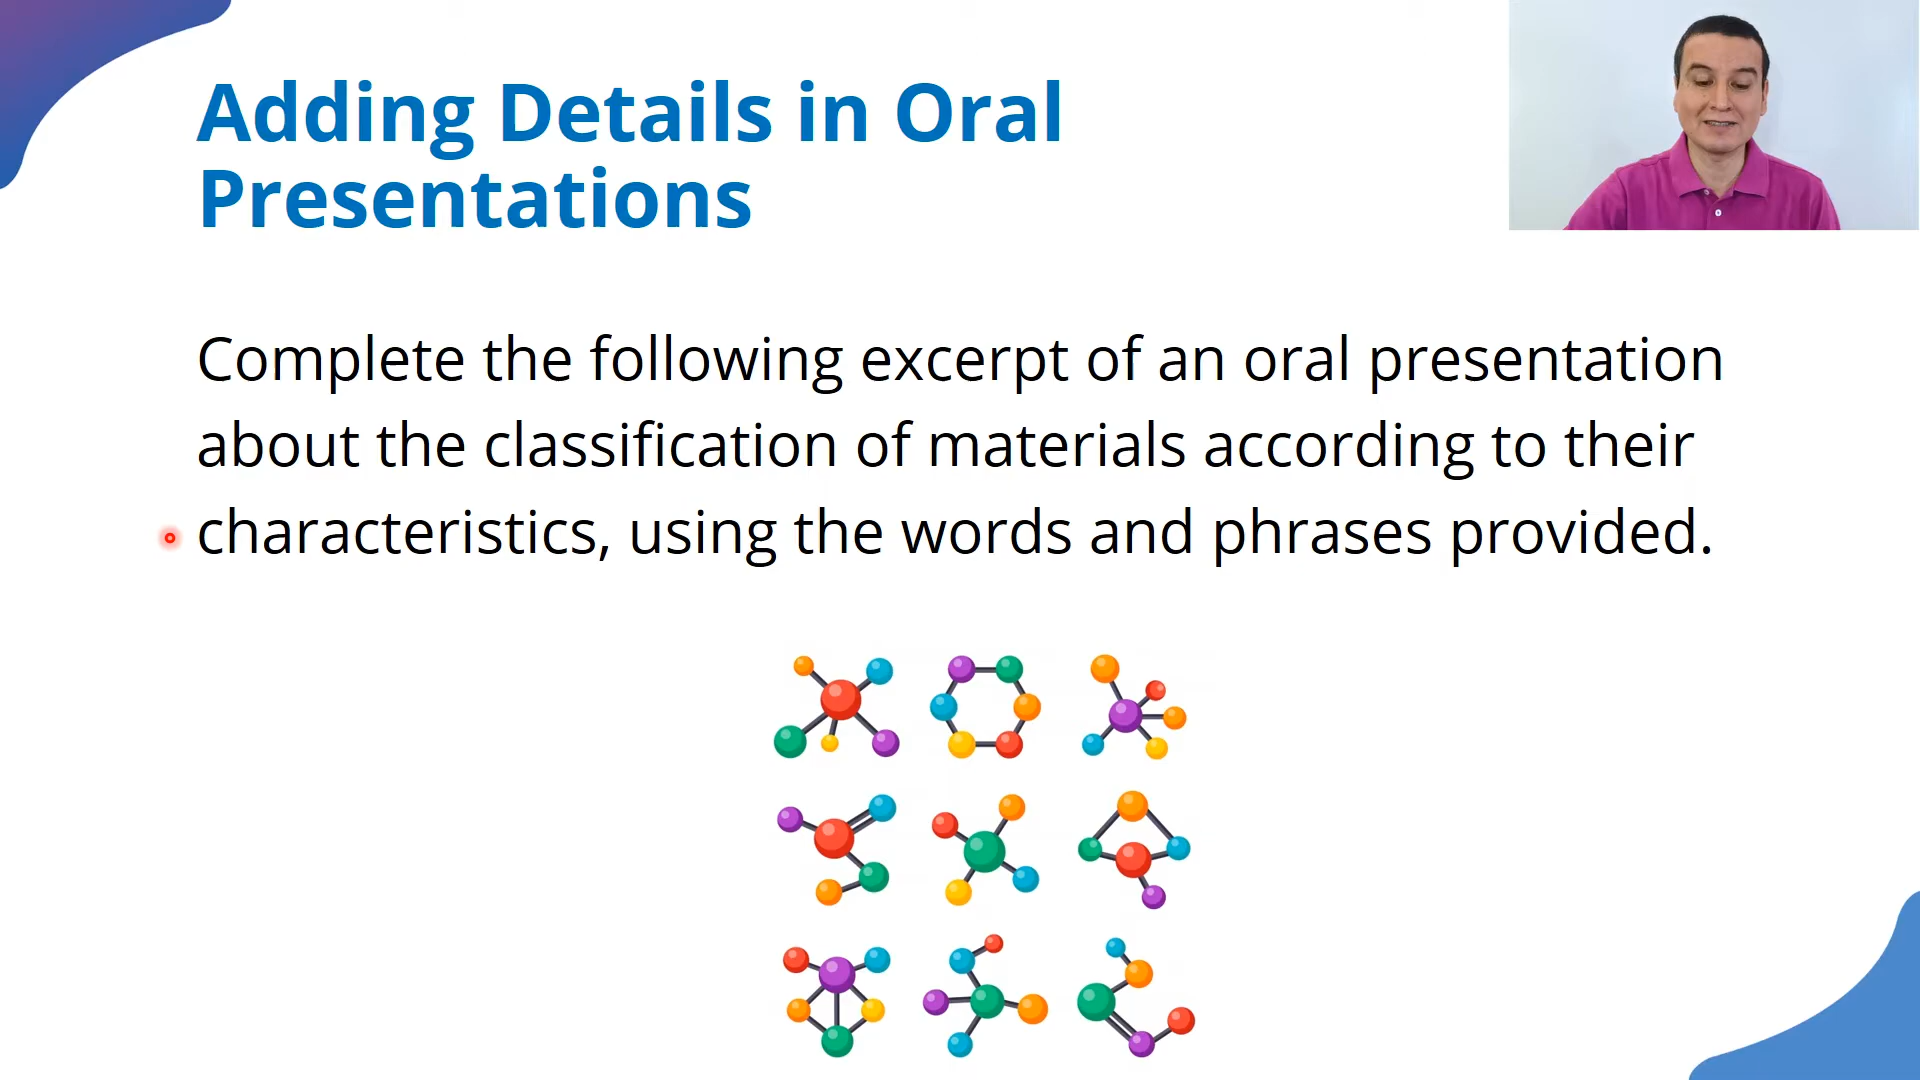 Adding Details in Oral
Presentations
Complete the following excerpt of an oral presentation
about the classification of materials according to their
characteristics, using the words and phrases provided.